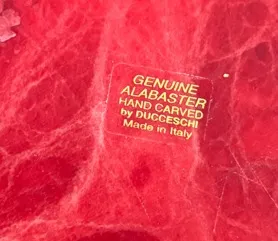 GENUINE
ALABASTER
HAND CARVED
by DUCCESCHI
Made in Italy